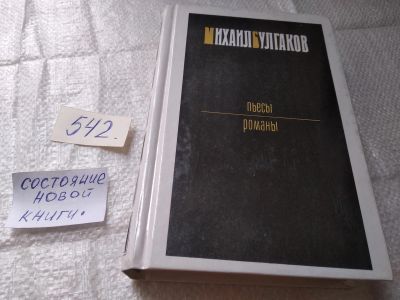 МИХАИЛ БУЛГАКОВ
пьесы
романы
542.
состояние
новой
книги.